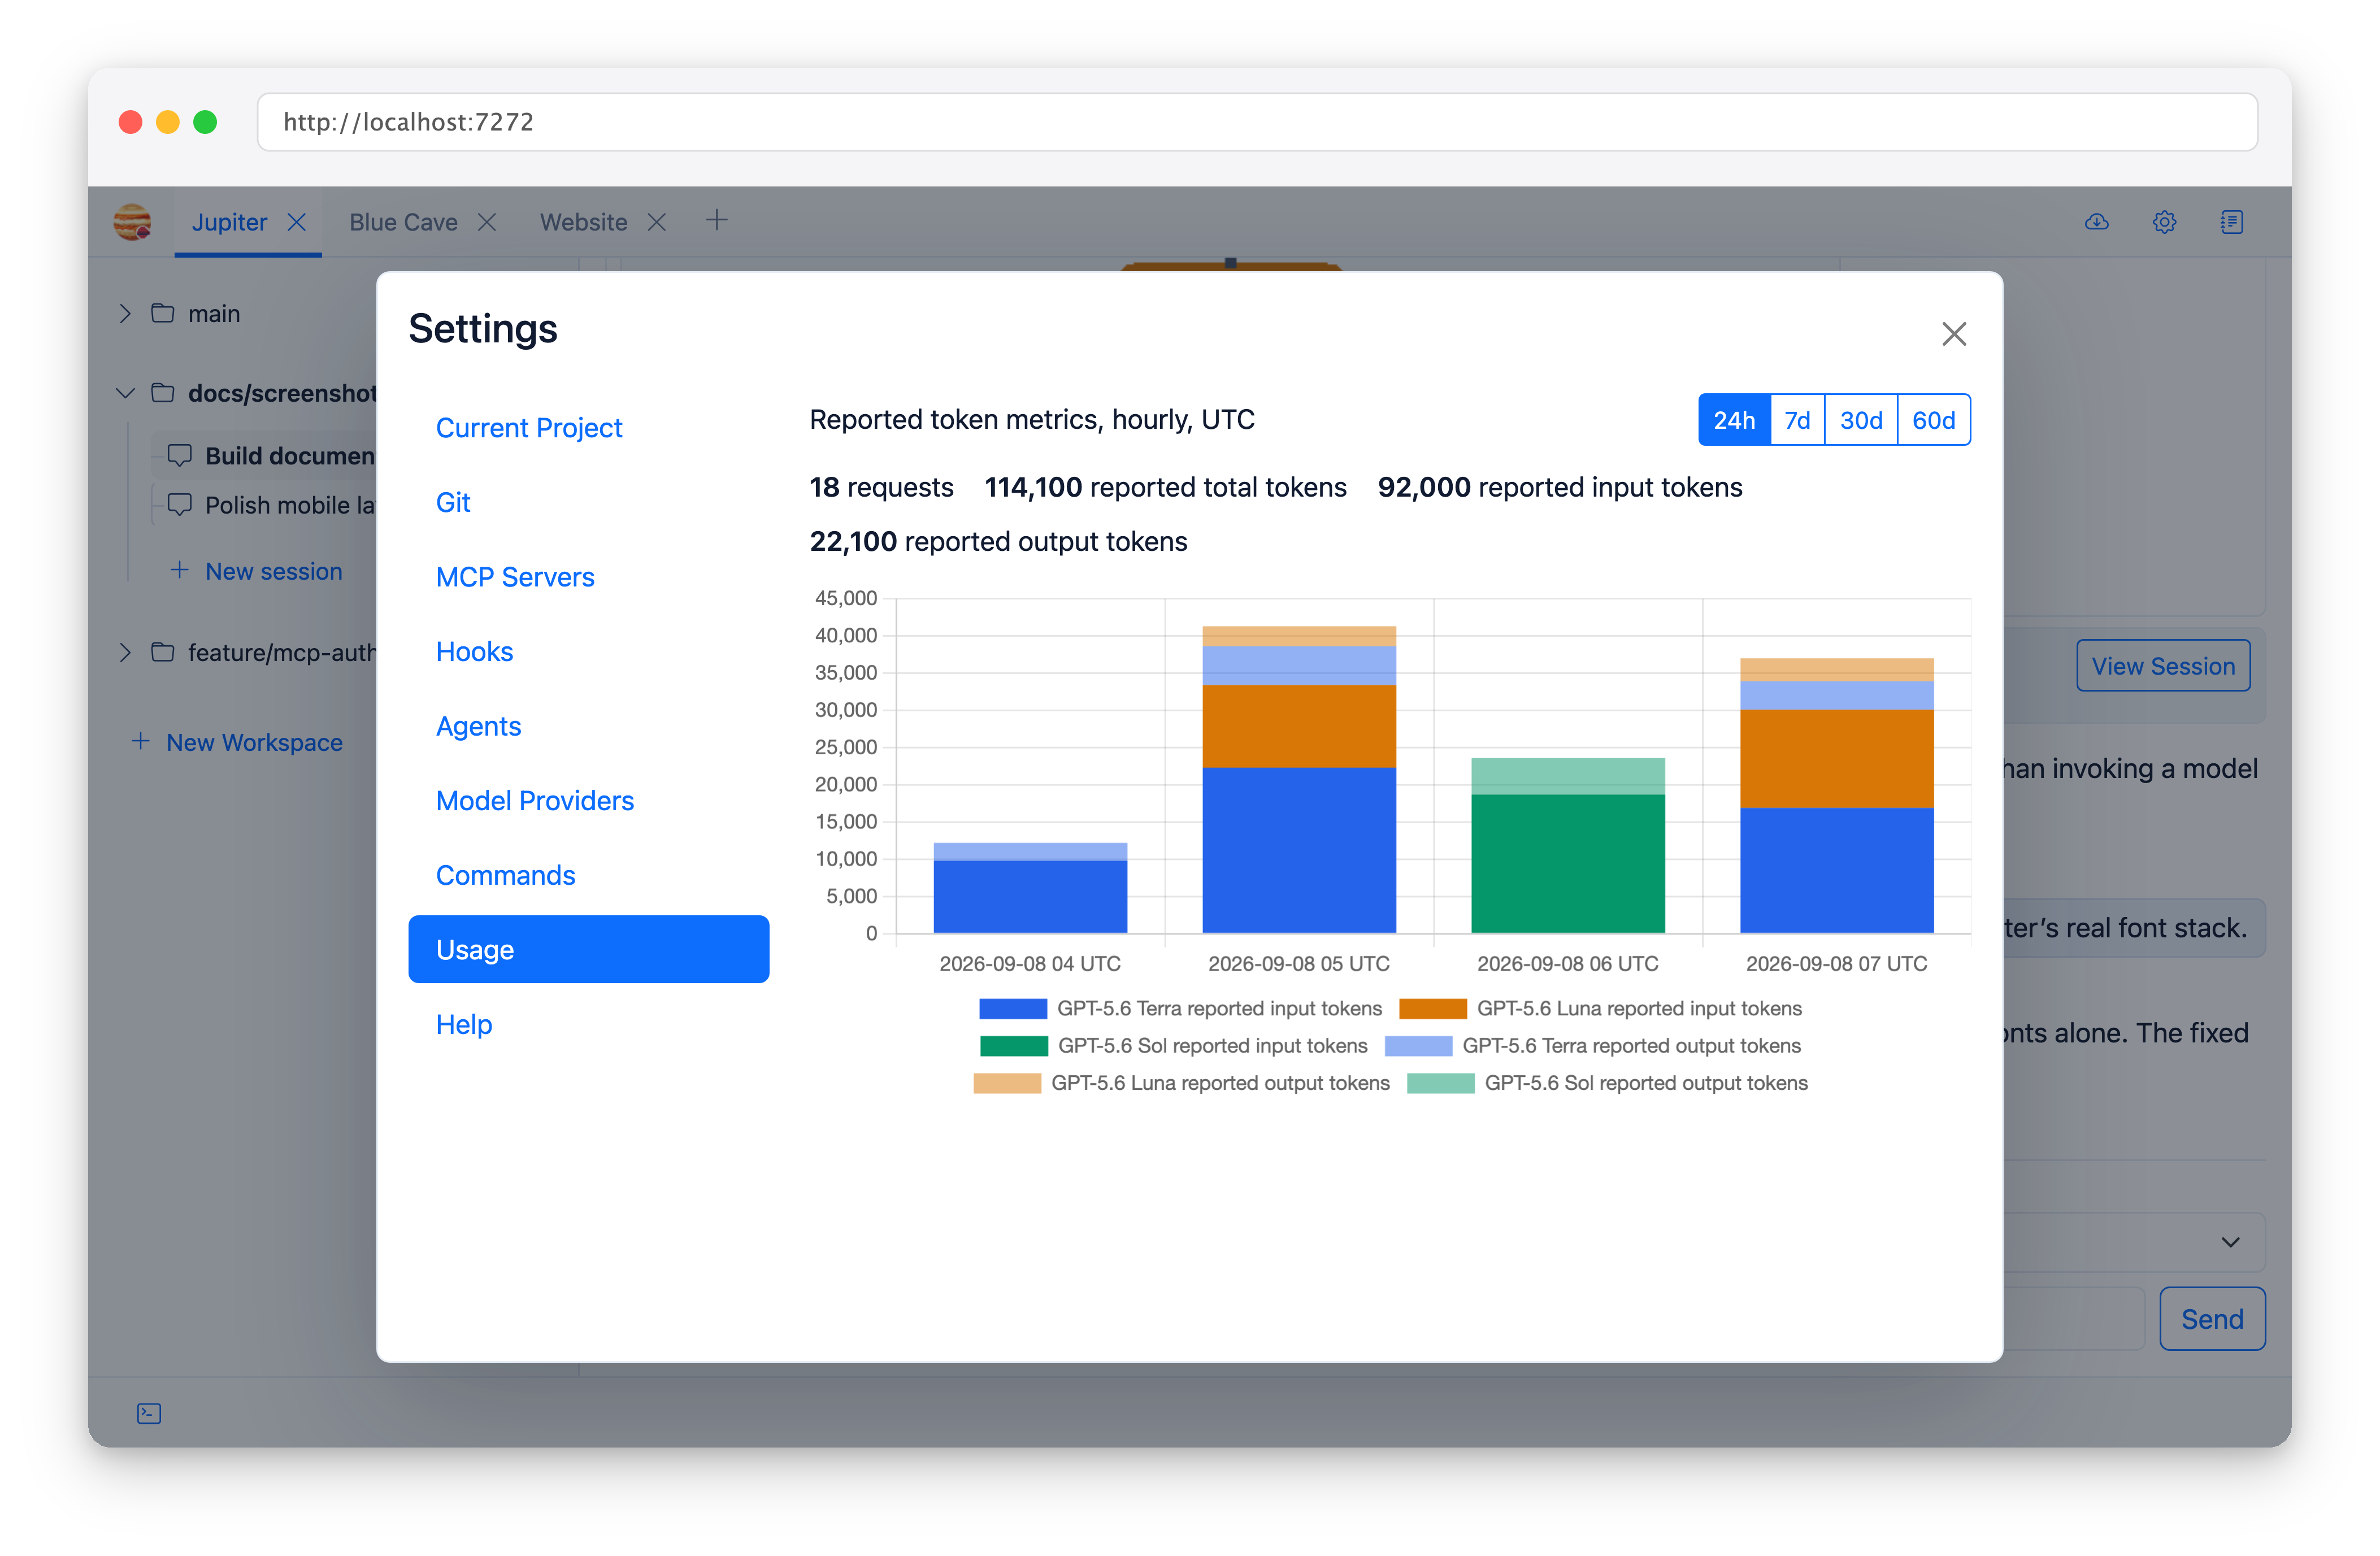 http://localhost:7272
Jupiter
Blue Cave
Website
main
docs/screenshot
Build documen
Polish mobile la
New session
feature/mcp-auth
New Workspace
Settings
Current Project
Git
MCP Servers
Hooks
Agents
Model Providers
Commands
Usage
Help
Reported token metrics, hourly, UTC
24h 7d 30d 60d
18 requests 114,100 reported total tokens 92,000 reported input tokens
22,100 reported output tokens
45,000
40,000
35,000
30,000
25,000
20,000
15,000
10,000
5,000
0
2026-09-08 04 UTC 2026-09-08 05 UTC 2026-09-08 06 UTC 2026-09-08 07 UTC
GPT-5.6 Terra reported input tokens GPT-5.6 Luna reported input tokens
GPT-5.6 Sol reported input tokens GPT-5.6 Terra reported output tokens
GPT-5.6 Luna reported output tokens GPT-5.6 Sol reported output tokens
View Session
han invoking a model
ter’s real font stack.
onts alone. The fixed
Send